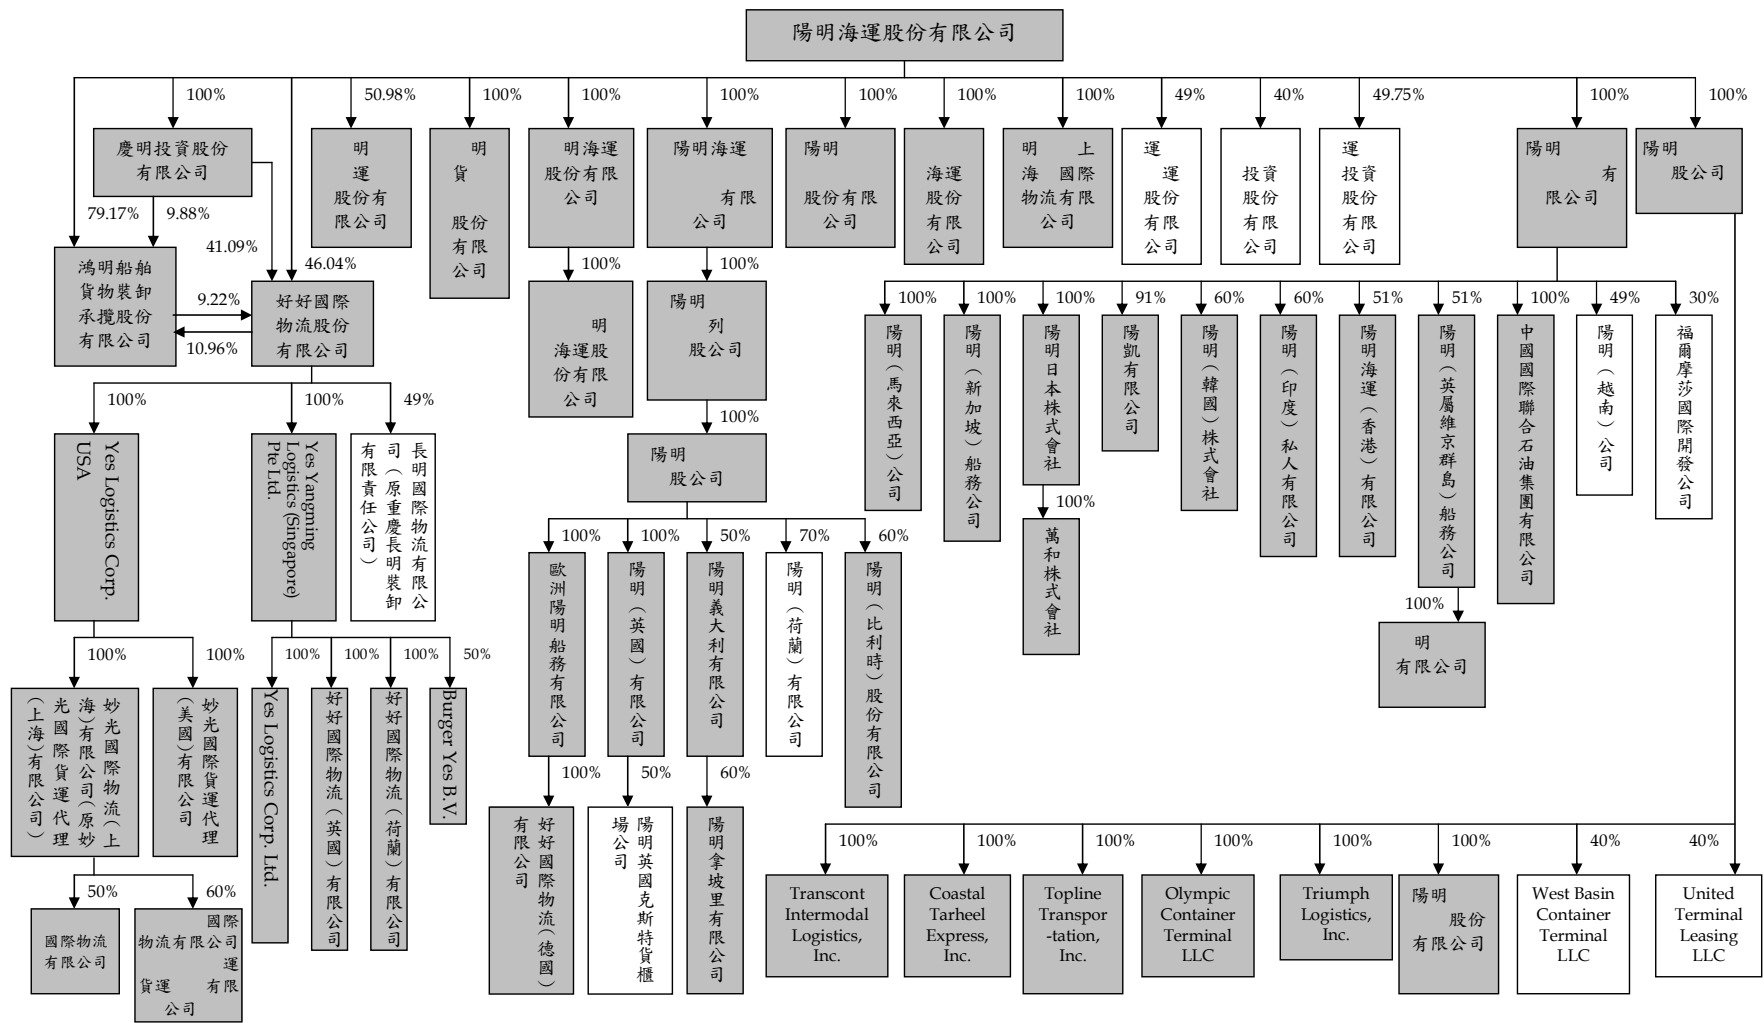 陽明海運股份有限公司
100%
50.98%
100%
100%
100%
100%
100%
100%
49%
40%
49.75%
100%
100%
慶明投資股份
有限公司
明
運
股份有
限公司
明
貨
股份
有限
公司
明海運
股份有限
公司
陽明海運
有限
公司
陽明
股份有限
公司
海運
股份
有限
公司
明 上
海 國際
物流有限
公司
運
運
股份
有限
公司
投資
股份
有限
公司
運
投資
股份
有限
公司
陽明
有
限公司
陽明
股公司
79.17%
9.88%
41.09%
46.04%
鴻明船舶
貨物裝卸
承攬股份
有限公司
9.22%
10.96%
好好國際
物流股份
有限公司
100%
明
海運股
份有限
公司
100%
陽明
列
股公司
100%
陽明
股公司
100%
100%
100%
91%
60%
60%
51%
51%
100%
49%
30%
陽明（馬來西亞）公司
陽明（新加坡）船務公司
陽明日本株式會社
陽凱有限公司
陽明（韓國）株式會社
陽明（印度）私人有限公司
陽明海運（香港）有限公司
陽明（英屬維京群島）船務公司
中國國際聯合石油集團有限公司
陽明（越南）公司
福爾摩莎國際開發公司
100%
萬和株式會社
100%
明
有限公司
100%
100%
49%
Yes Logistics Corp.
USA
Yes Yangming
Logistics (Singapore)
Pte Ltd.
長明國際物流有限公
司（原重慶長明裝卸
有限責任公司）
100%
100%
50%
70%
60%
歐洲陽明船務有限公司
陽明（英國）有限公司
陽明義大利有限公司
陽明（荷蘭）有限公司
陽明（比利時）股份有限公司
100%
100%
100%
100%
100%
50%
妙光國際物流(上
海)有限公司(原妙
光國際貨運代理
(上海)有限公司)
妙光國際貨運代理
(美國)有限公司
Yes Logistics Corp. Ltd.
好好國際物流（英國）有限公司
好好國際物流（荷蘭）有限公司
Burger Yes B.V.
100%
50%
60%
好好國際物流(德國)
有限公司
陽明英國克斯特貨櫃
場公司
陽明拿坡里有限公司
50%
60%
國際物流
有限公司
國際
物流有限公司
運
貨運 有限
公司
100%
100%
100%
100%
100%
100%
40%
40%
Transcont
Intermodal
Logistics,
Inc.
Coastal
Tarheel
Express,
Inc.
Topline
Transpor
-tation,
Inc.
Olympic
Container
Terminal
LLC
Triumph
Logistics,
Inc.
陽明
股份
有限公司
West Basin
Container
Terminal
LLC
United
Terminal
Leasing
LLC